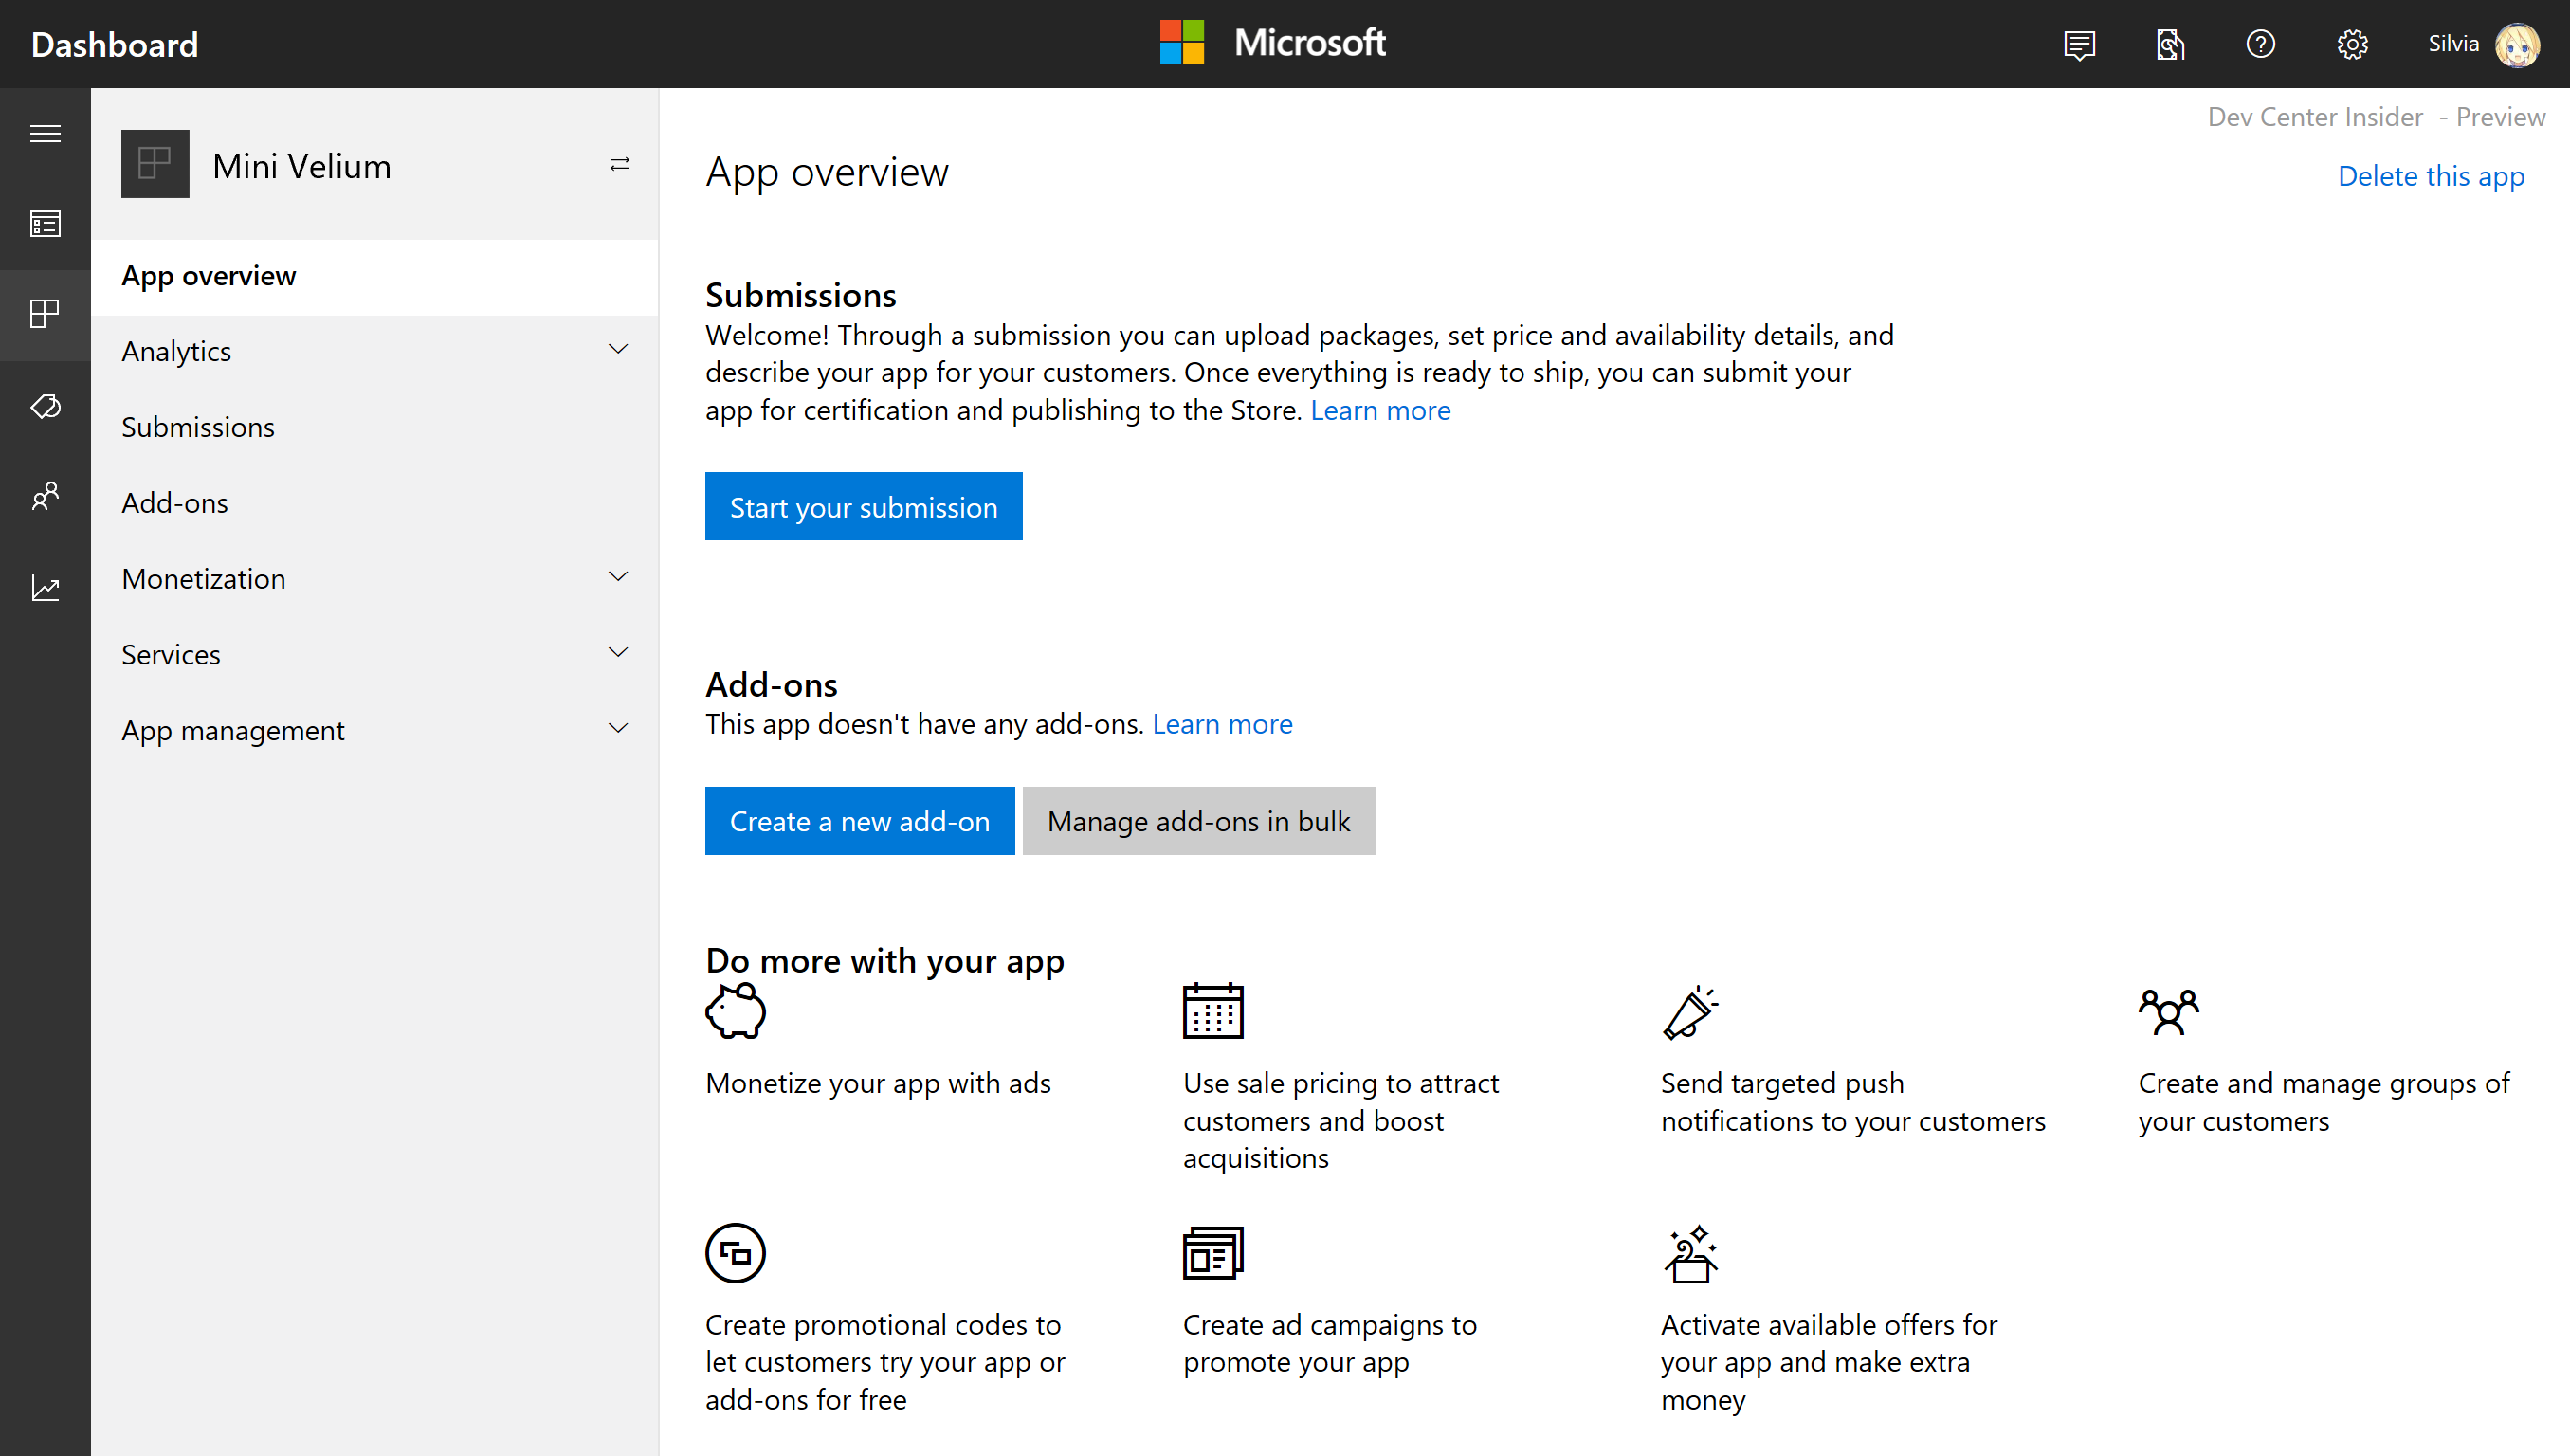 Dashboard
Microsoft
Silvia
Dev Center Insider - Preview
Mini Velium
App overview
Analytics
Submissions
Add-ons
Monetization
Services
App management
App overview
Delete this app
Submissions
Welcome! Through a submission you can upload packages, set price and availability details, and
describe your app for your customers. Once everything is ready to ship, you can submit your
app for certification and publishing to the Store. Learn more
Start your submission
Add-ons
This app doesn't have any add-ons. Learn more
Create a new add-on
Manage add-ons in bulk
Do more with your app
Monetize your app with ads
Use sale pricing to attract
customers and boost
acquisitions
Send targeted push
notifications to your customers
Create and manage groups of
your customers
Create promotional codes to
let customers try your app or
add-ons for free
Create ad campaigns to
promote your app
Activate available offers for
your app and make extra
money